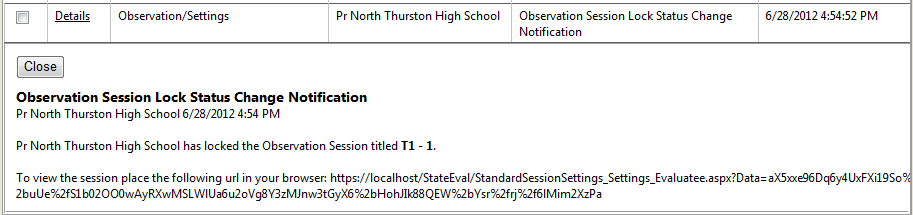 Details Observation/Settings Pr North Thurston High School Observation Session Lock Status Change 6/28/2012 4:54:52 PM
Notification
Close
Observation Session Lock Status Change Notification
Pr North Thurston High School 6/28/2012 4:54 PM
Pr North Thurston High School has locked the Observation Session titled T1 - 1.
To view the session place the following url in your browser: https://localhost/StateEval/StandardSessionSettings_Settings_Evaluatee.aspx?Data=aX5xxe96Dq6y4UxFXi19So%
2buUe%2fS1b02OO0wAyRXwMSLWlUa6u2oVg8Y3zMJnw3tGyX6%2bHohJIk88QEW%2bYsr%2frj%2f6IMim2XzPa